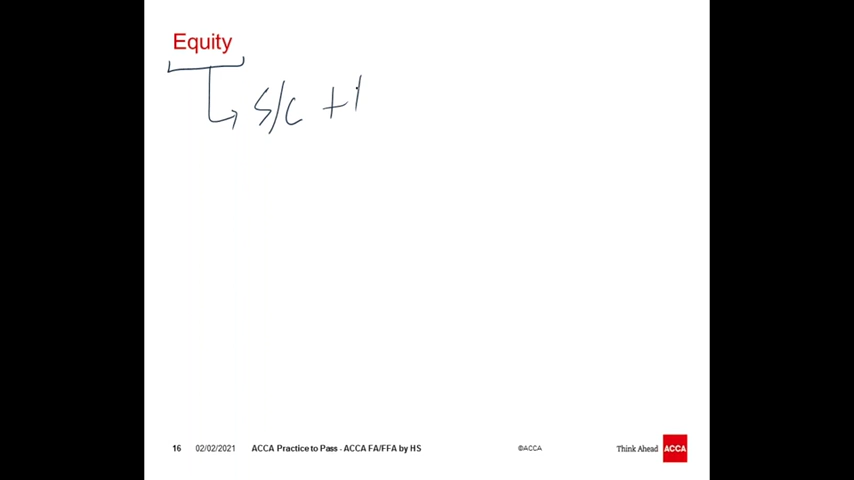 Equity
S/C +
16 02/02/2021 ACCA Practice to Pass - ACCA FA/FFA by HS ©ACCA Think Ahead ACCA